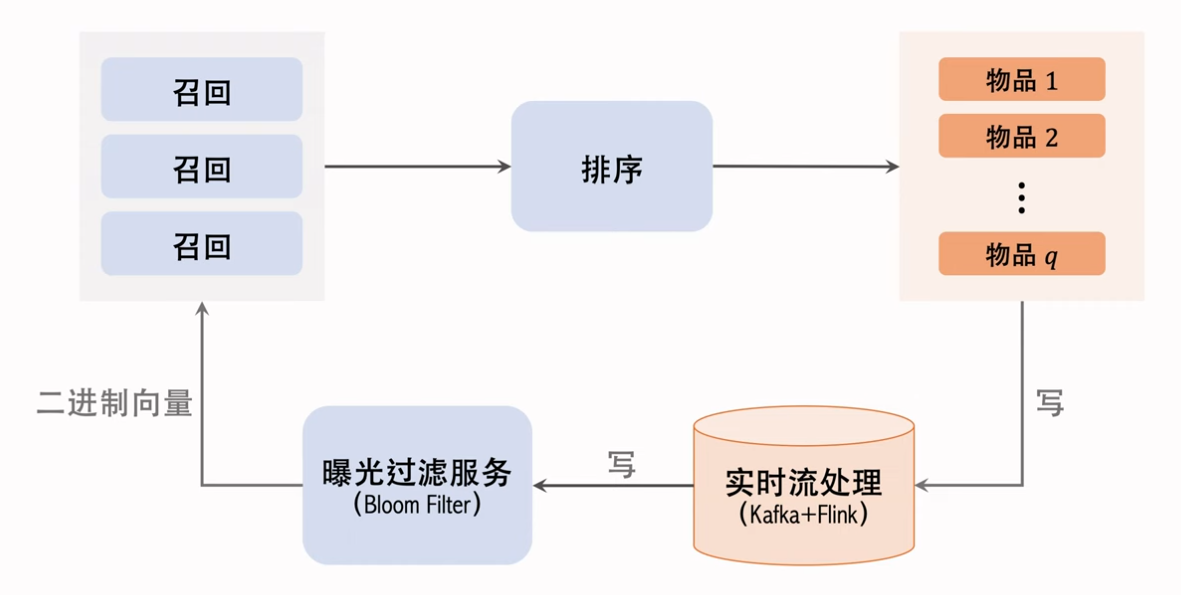 召回
召回
召回
排序
物品 1
物品 2
⋮
物品 q
二进制向量
曝光过滤服务
(Bloom Filter)
写
实时流处理
(Kafka+Flink)
写